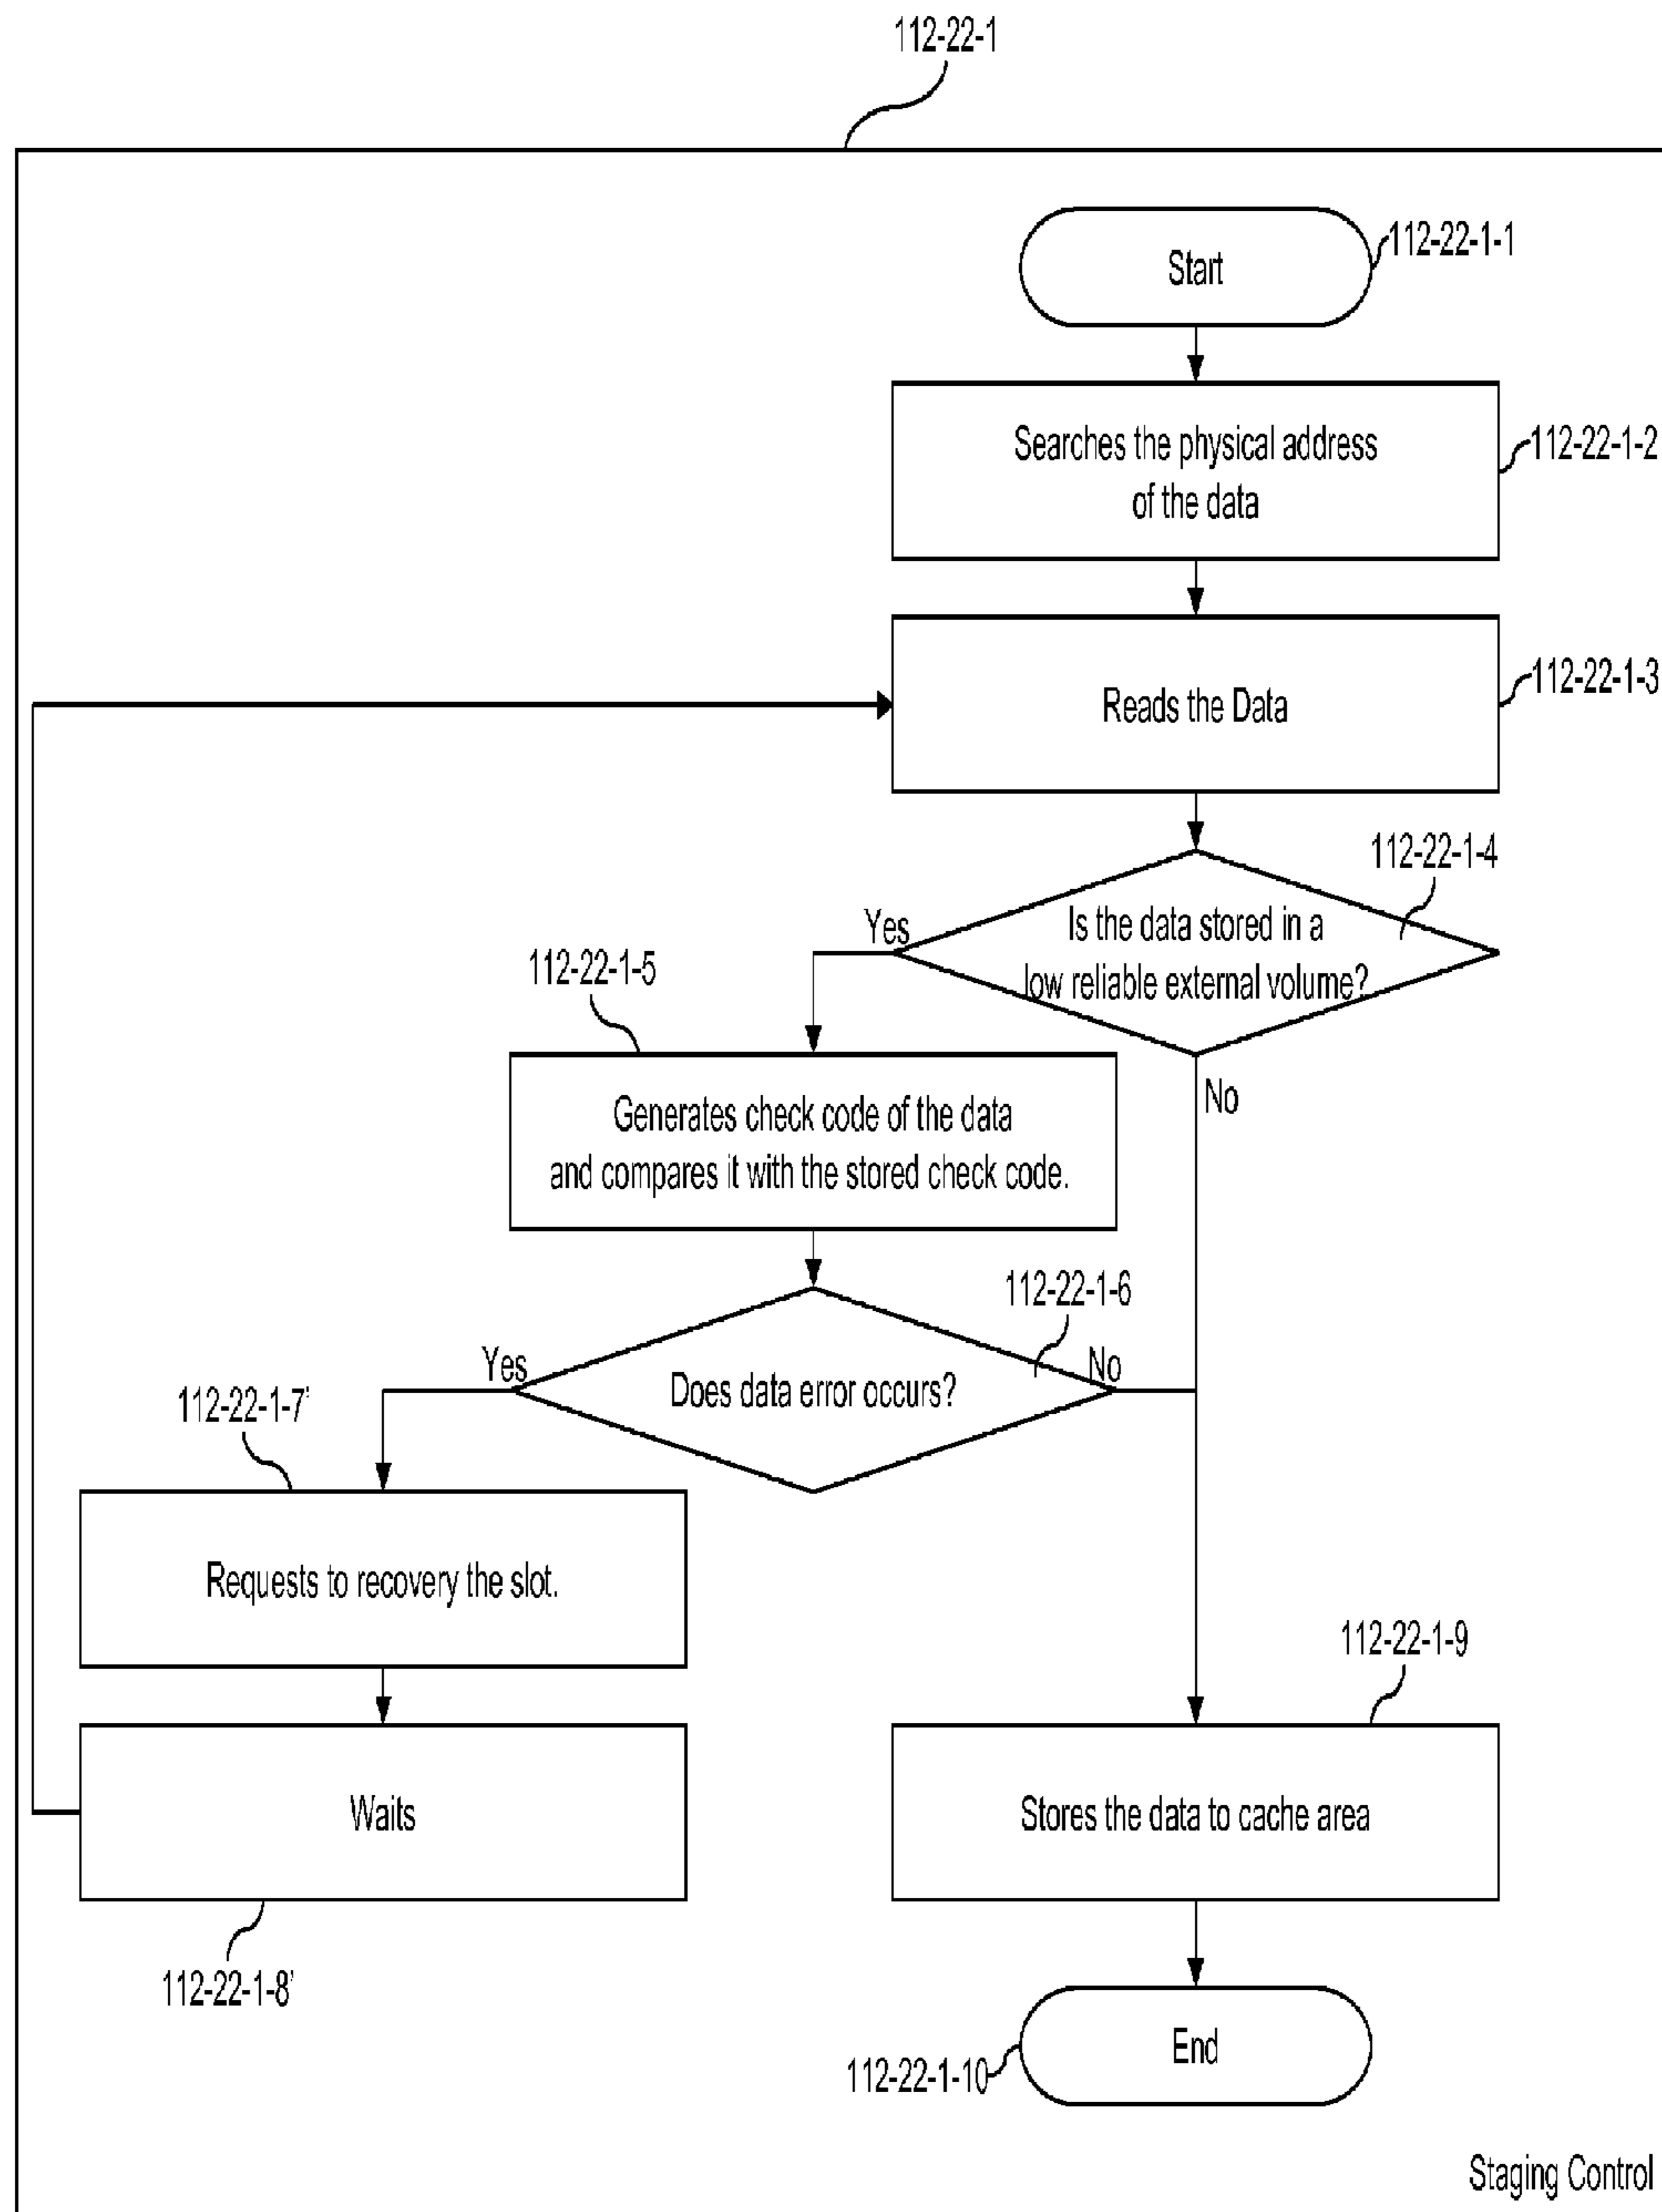 112-22-1
Start
112-22-1-1
Searches the physical address
of the data
112-22-1-2
Reads the Data
112-22-1-3
112-22-1-4
Is the data stored in a
low reliable external volume?
Yes
No
112-22-1-5
Generates check code of the data
and compares it with the stored check code.
112-22-1-6
Does data error occurs?
Yes
No
112-22-1-7'
Requests to recovery the slot.
112-22-1-9
Waits
Stores the data to cache area
112-22-1-8'
End
112-22-1-10
Staging Control